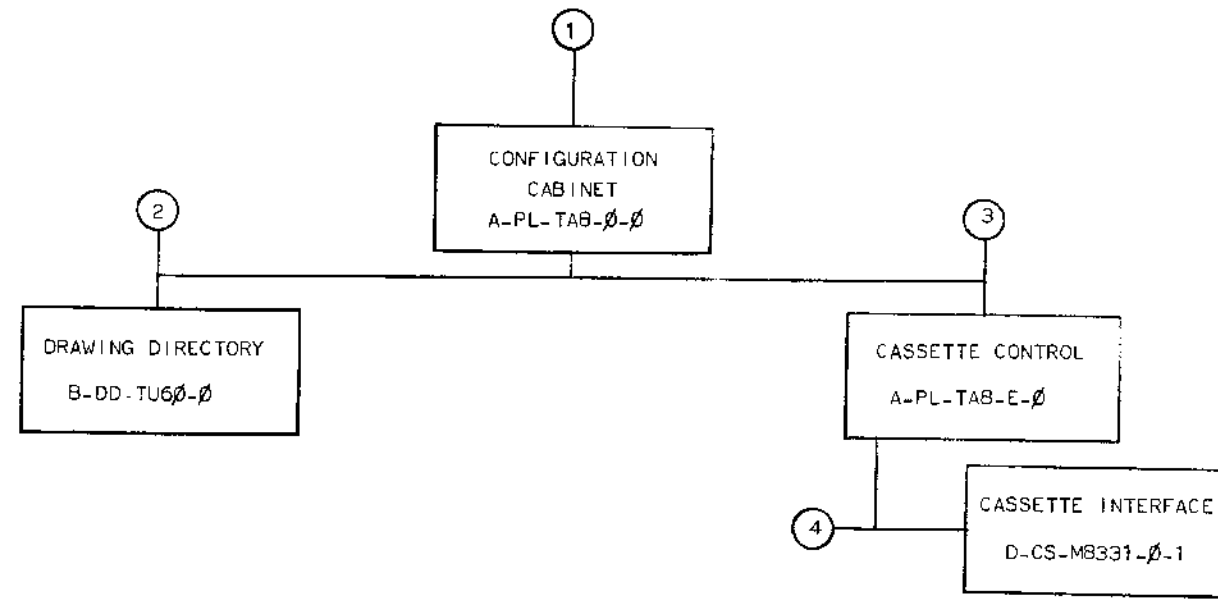 1
CONFIGURATION
CABINET
A-PL-TA8-Ø-Ø
2
3
DRAWING DIRECTORY
B-DD-TU6Ø-Ø
CASSETTE CONTROL
A-PL-TA8-E-Ø
4
CASSETTE INTERFACE
D-CS-M8331-Ø-1